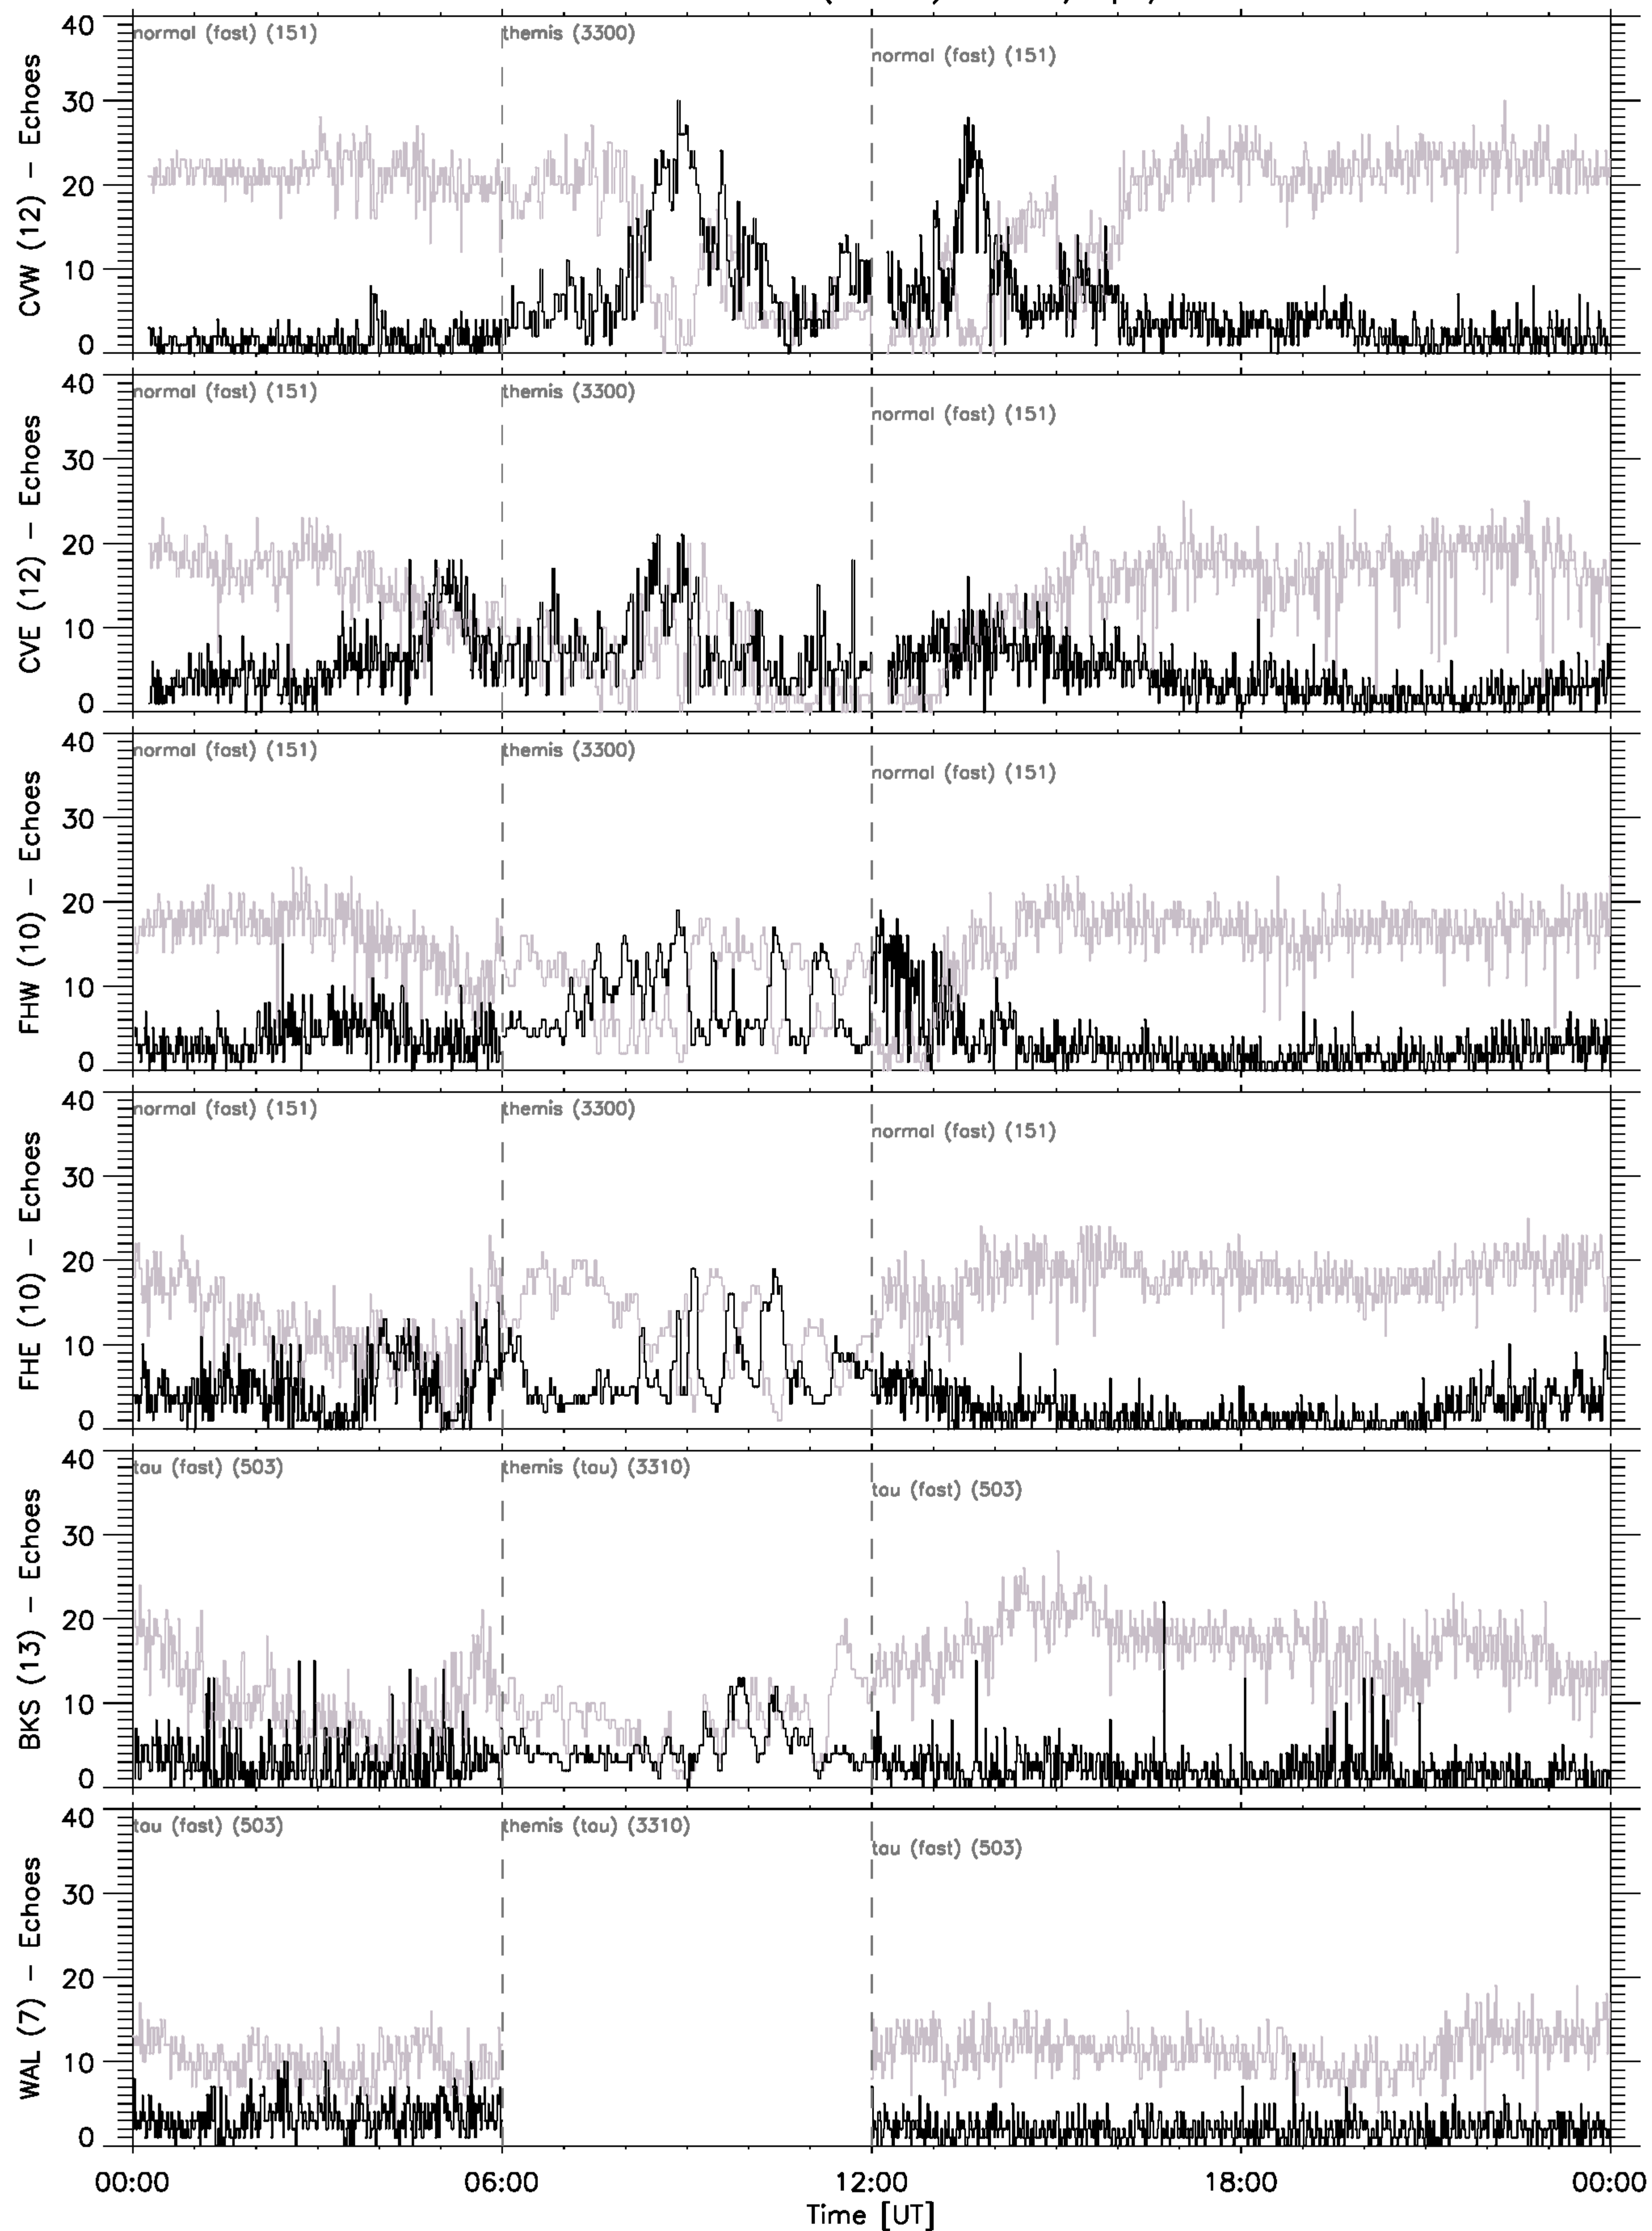 40
30
20
10
0
CVW (12) – Echoes
normal (fast) (151)
themis (3300)
normal (fast) (151)
40
30
20
10
0
CVE (12) – Echoes
normal (fast) (151)
themis (3300)
normal (fast) (151)
40
30
20
10
0
FHW (10) – Echoes
normal (fast) (151)
themis (3300)
normal (fast) (151)
40
30
20
10
0
FHE (10) – Echoes
normal (fast) (151)
themis (3300)
normal (fast) (151)
40
30
20
10
0
BKS (13) – Echoes
tau (fast) (503)
themis (tau) (3310)
tau (fast) (503)
40
30
20
10
0
WAL (7) – Echoes
tau (fast) (503)
themis (tau) (3310)
tau (fast) (503)
00:00 06:00 12:00 18:00 00:00
Time [UT]